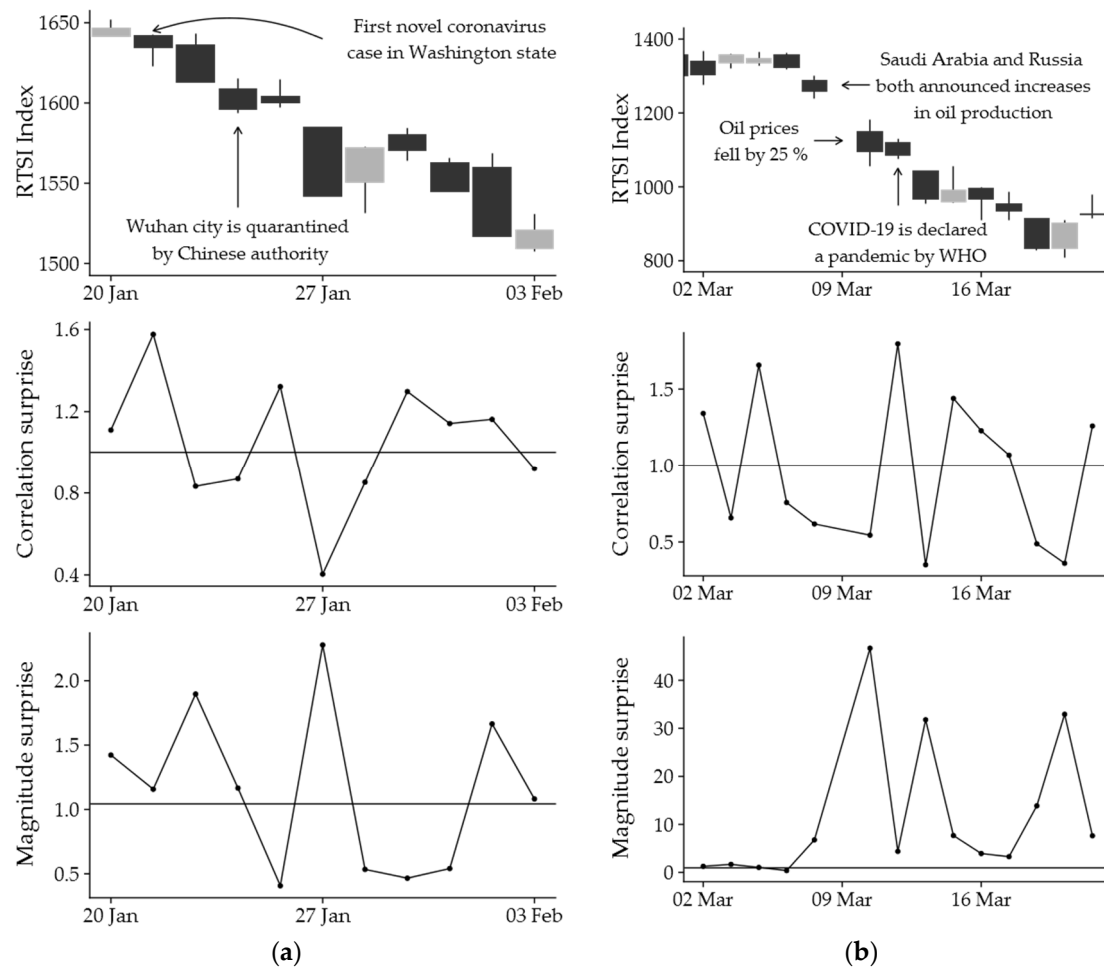 1650
1600
1550
1500
RTSI Index
First novel coronavirus
case in Washington state
Wuhan city is quarantined
by Chinese authority
20 Jan
27 Jan
03 Feb
1400
1200
1000
800
RTSI Index
Saudi Arabia and Russia
both announced increases
in oil production
Oil prices
fell by 25 %
COVID-19 is declared
a pandemic by WHO
02 Mar
09 Mar
16 Mar
1.6
1.2
0.8
0.4
Correlation surprise
20 Jan
27 Jan
03 Feb
1.5
1.0
0.5
Correlation surprise
02 Mar
09 Mar
16 Mar
2.0
1.5
1.0
0.5
Magnitude surprise
20 Jan
27 Jan
03 Feb
40
30
20
10
0
Magnitude surprise
02 Mar
09 Mar
16 Mar
(a)
(b)